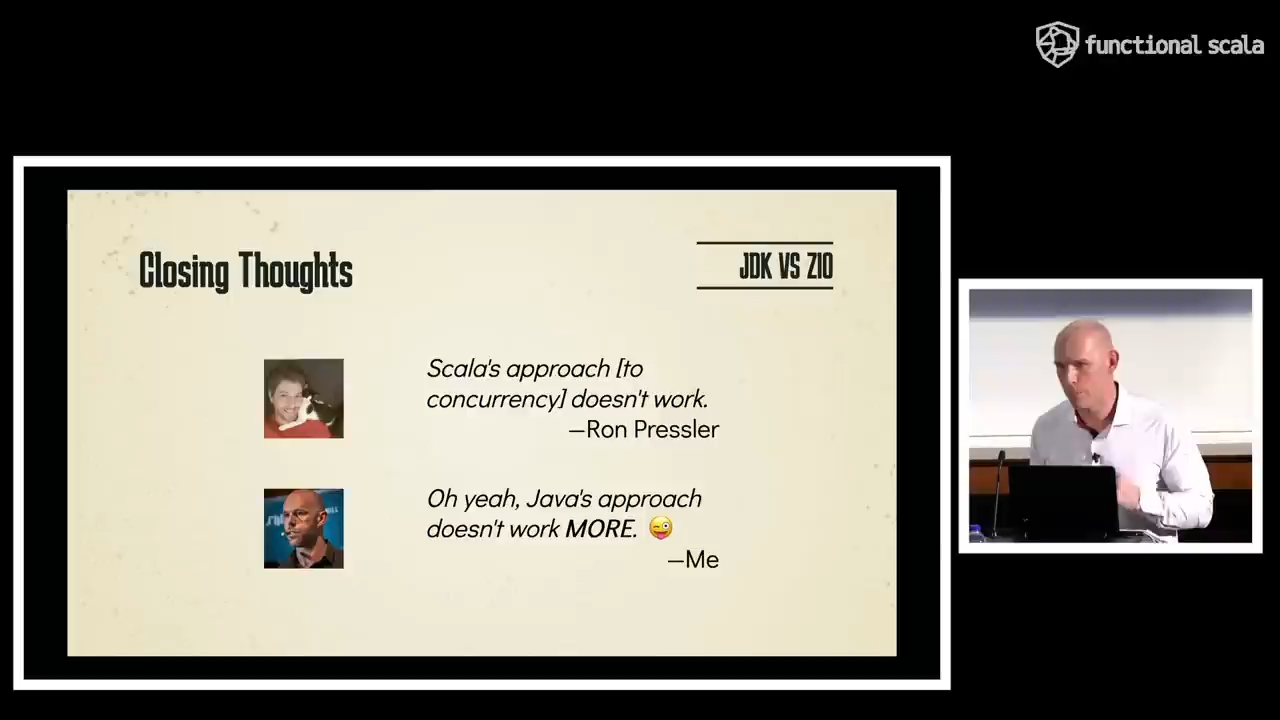 functional scala
Closing Thoughts
JDK VS ZIO
Scala's approach [to
concurrency] doesn't work.
—Ron Pressler
Oh yeah, Java's approach
doesn't work MORE. 😜
—Me